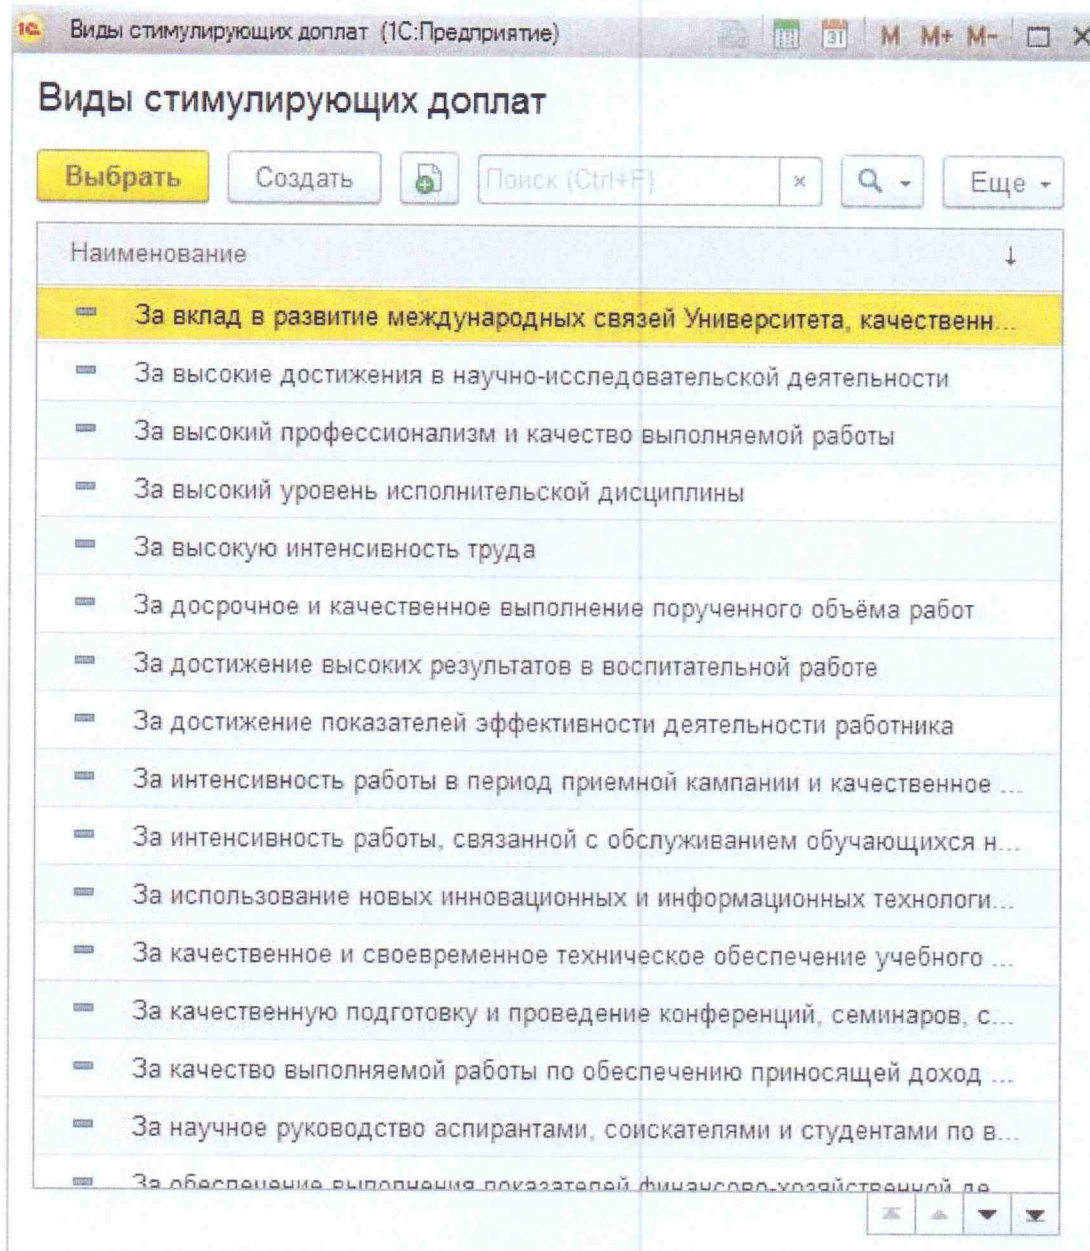 1С Виды стимулирующих доплат (1С:Предприятие) 31 M M+ M-
Виды стимулирующих доплат
Выбрать Создать Поиск (Ctrl+F) × Еще
Наименование ↓
За вклад в развитие международных связей Университета, качественн...
За высокие достижения в научно-исследовательской деятельности
За высокий профессионализм и качество выполняемой работы
За высокий уровень исполнительской дисциплины
За высокую интенсивность труда
За досрочное и качественное выполнение порученного объёма работ
За достижение высоких результатов в воспитательной работе
За достижение показателей эффективности деятельности работника
За интенсивность работы в период приемной кампании и качественное ...
За интенсивность работы, связанной с обслуживанием обучающихся н...
За использование новых инновационных и информационных технологи...
За качественное и своевременное техническое обеспечение учебного ...
За качественную подготовку и проведение конференций, семинаров, с...
За качество выполняемой работы по обеспечению приносящей доход ...
За научное руководство аспирантами, соискателями и студентами по в...
За обеспечение выполнения показателей финансово-хозяйственной де...